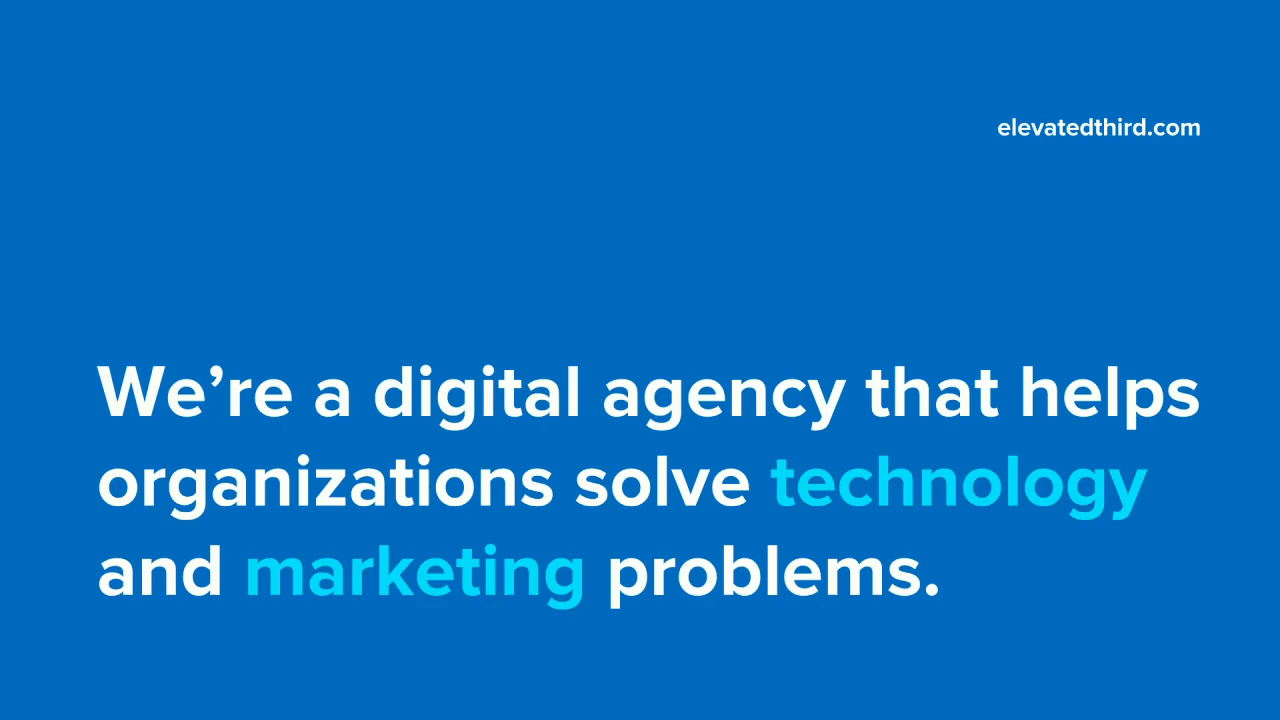 elevatedthird.com
We’re a digital agency that helps
organizations solve technology
and marketing problems.